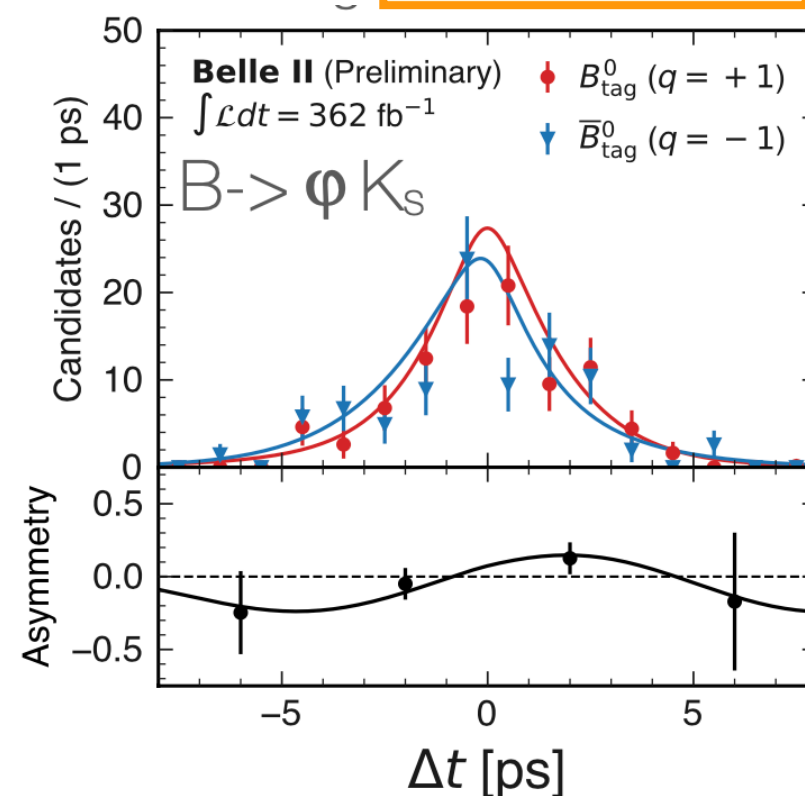 50
40
30
20
10
0
Candidates / (1 ps)
Belle II (Preliminary)
∫ℒdt = 362 fb⁻¹
B-> φ Kₛ
B⁰tag (q = +1)
B̅⁰tag (q = −1)
0.5
0.0
−0.5
Asymmetry
−5
0
5
Δt [ps]